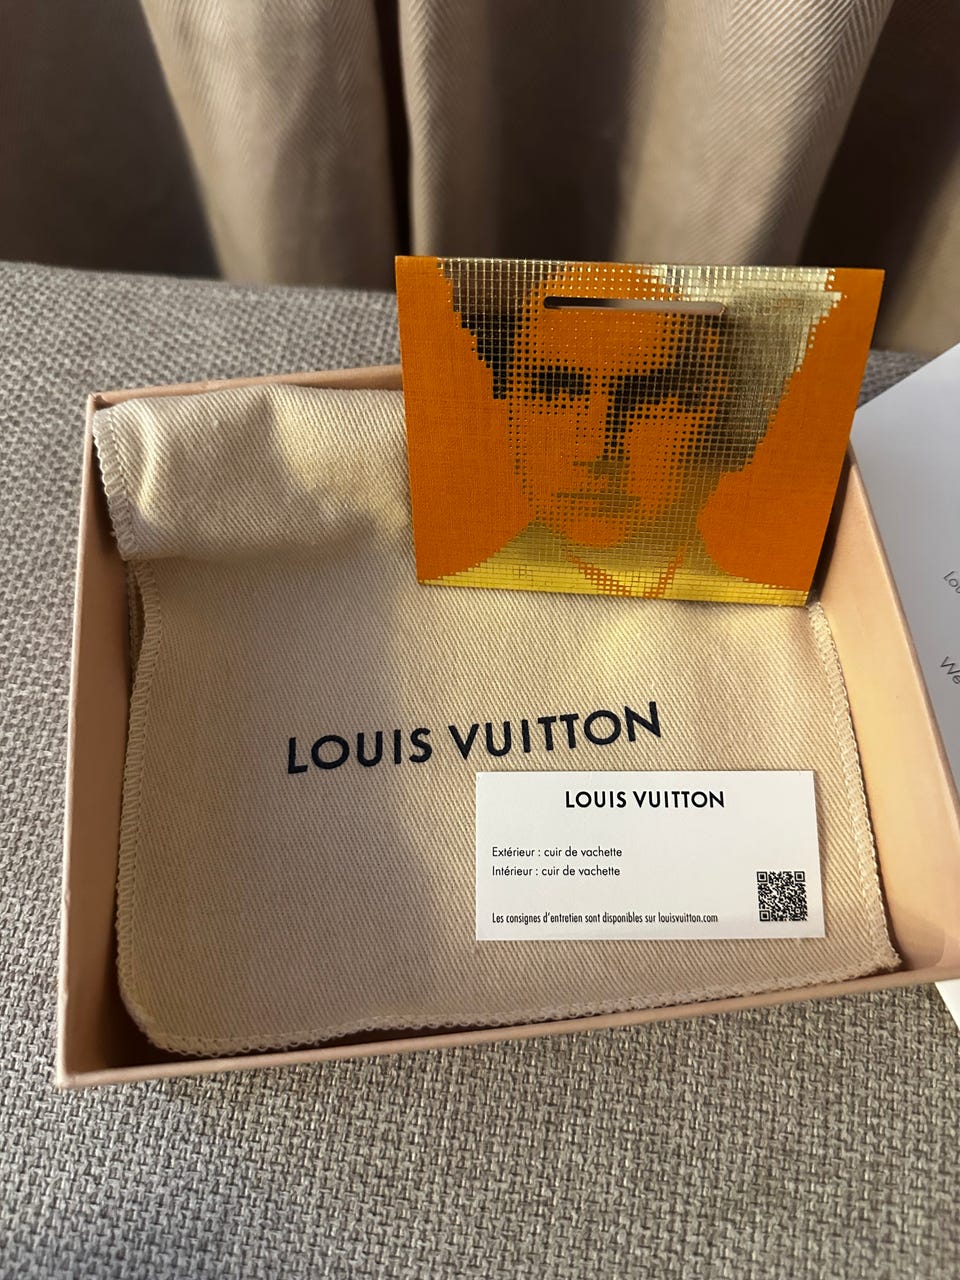 LOUIS VUITTON
LOUIS VUITTON
Extérieur : cuir de vachette
Intérieur : cuir de vachette
Les consignes d'entretien sont disponibles sur louisvuitton.com
We